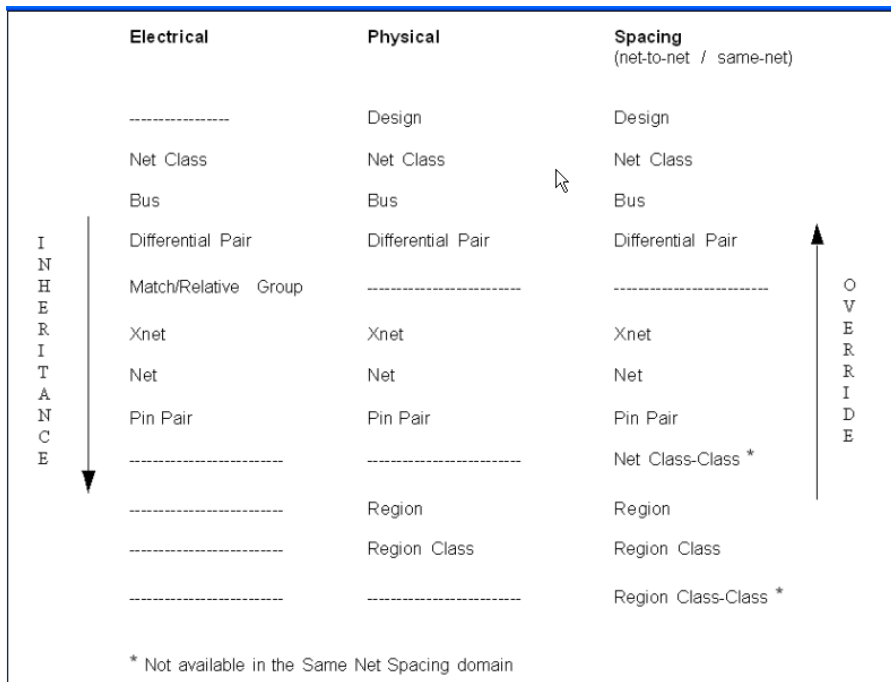 Electrical Physical Spacing
(net-to-net / same-net)
----------------- Design Design
Net Class Net Class Net Class
Bus Bus Bus
Differential Pair Differential Pair Differential Pair
Match/Relative Group -------------------------- --------------------------
Xnet Xnet Xnet
Net Net Net
Pin Pair Pin Pair Pin Pair
-------------------------- -------------------------- Net Class-Class *
-------------------------- Region Region
-------------------------- Region Class Region Class
-------------------------- -------------------------- Region Class-Class *
* Not available in the Same Net Spacing domain
INHERITANCE
OVERRIDE